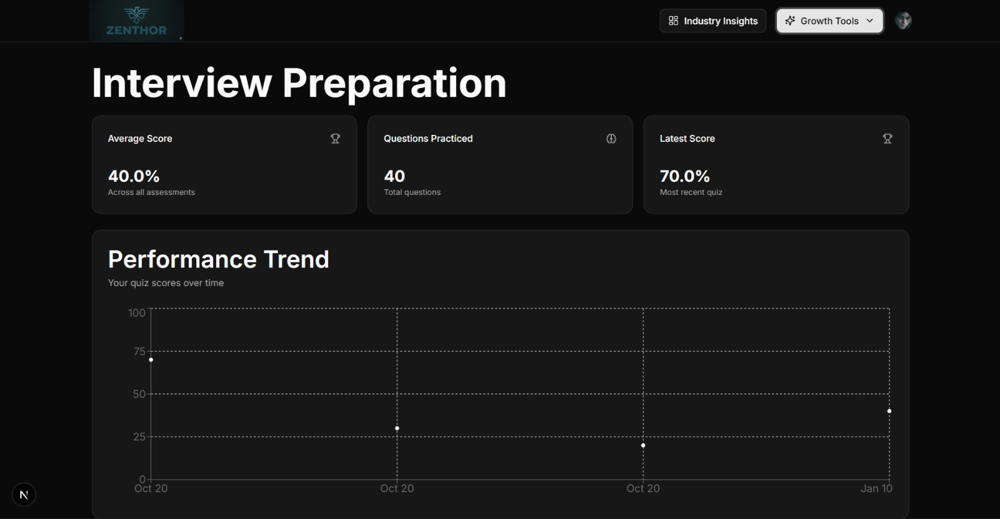 ZENTHOR
Industry Insights
Growth Tools
Interview Preparation
Average Score
40.0%
Across all assessments
Questions Practiced
40
Total questions
Latest Score
70.0%
Most recent quiz
Performance Trend
Your quiz scores over time
100
75
50
25
0
Oct 20 Oct 20 Oct 20 Jan 10
N